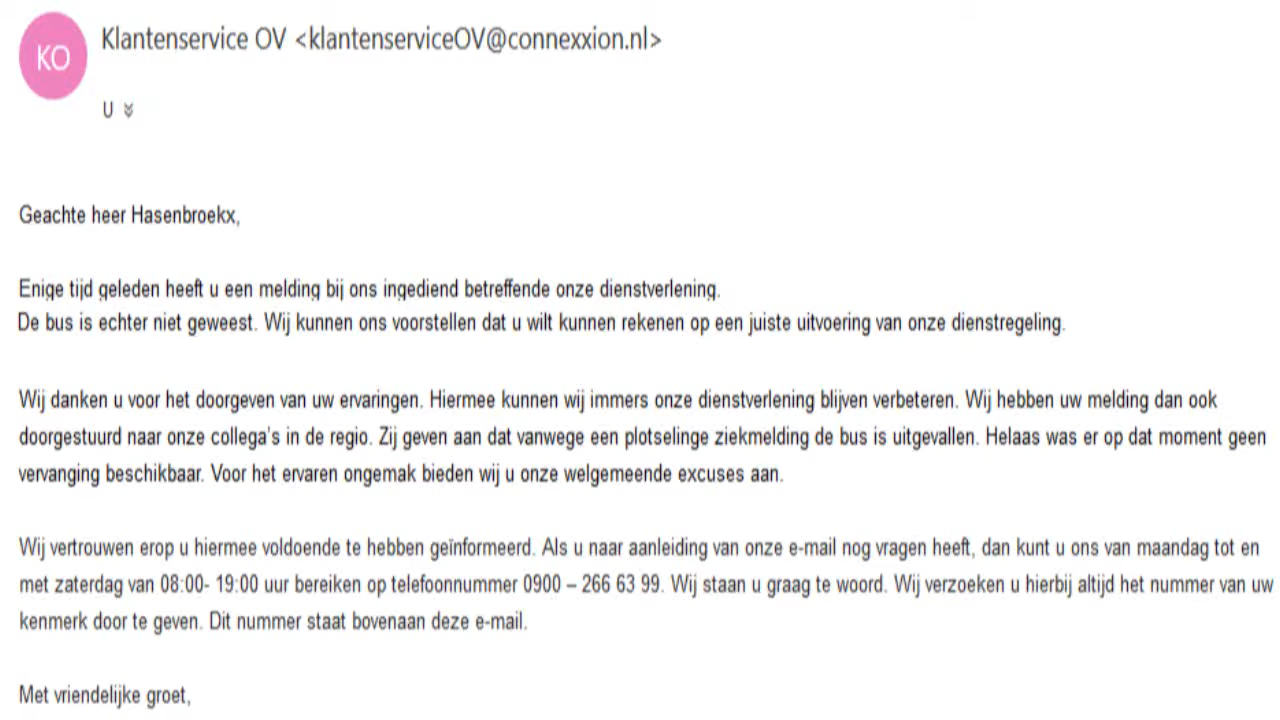 KO
Klantenservice OV <klantenserviceOV@connexxion.nl>
U
Geachte heer Hasenbroekx,
Enige tijd geleden heeft u een melding bij ons ingediend betreffende onze dienstverlening.
De bus is echter niet geweest. Wij kunnen ons voorstellen dat u wilt kunnen rekenen op een juiste uitvoering van onze dienstregeling.
Wij danken u voor het doorgeven van uw ervaringen. Hiermee kunnen wij immers onze dienstverlening blijven verbeteren. Wij hebben uw melding dan ook
doorgestuurd naar onze collega's in de regio. Zij geven aan dat vanwege een plotselinge ziekmelding de bus is uitgevallen. Helaas was er op dat moment geen
vervanging beschikbaar. Voor het ervaren ongemak bieden wij u onze welgemeende excuses aan.
Wij vertrouwen erop u hiermee voldoende te hebben geïnformeerd. Als u naar aanleiding van onze e-mail nog vragen heeft, dan kunt u ons van maandag tot en
met zaterdag van 08:00- 19:00 uur bereiken op telefoonnummer 0900 – 266 63 99. Wij staan u graag te woord. Wij verzoeken u hierbij altijd het nummer van uw
kenmerk door te geven. Dit nummer staat bovenaan deze e-mail.
Met vriendelijke groet,